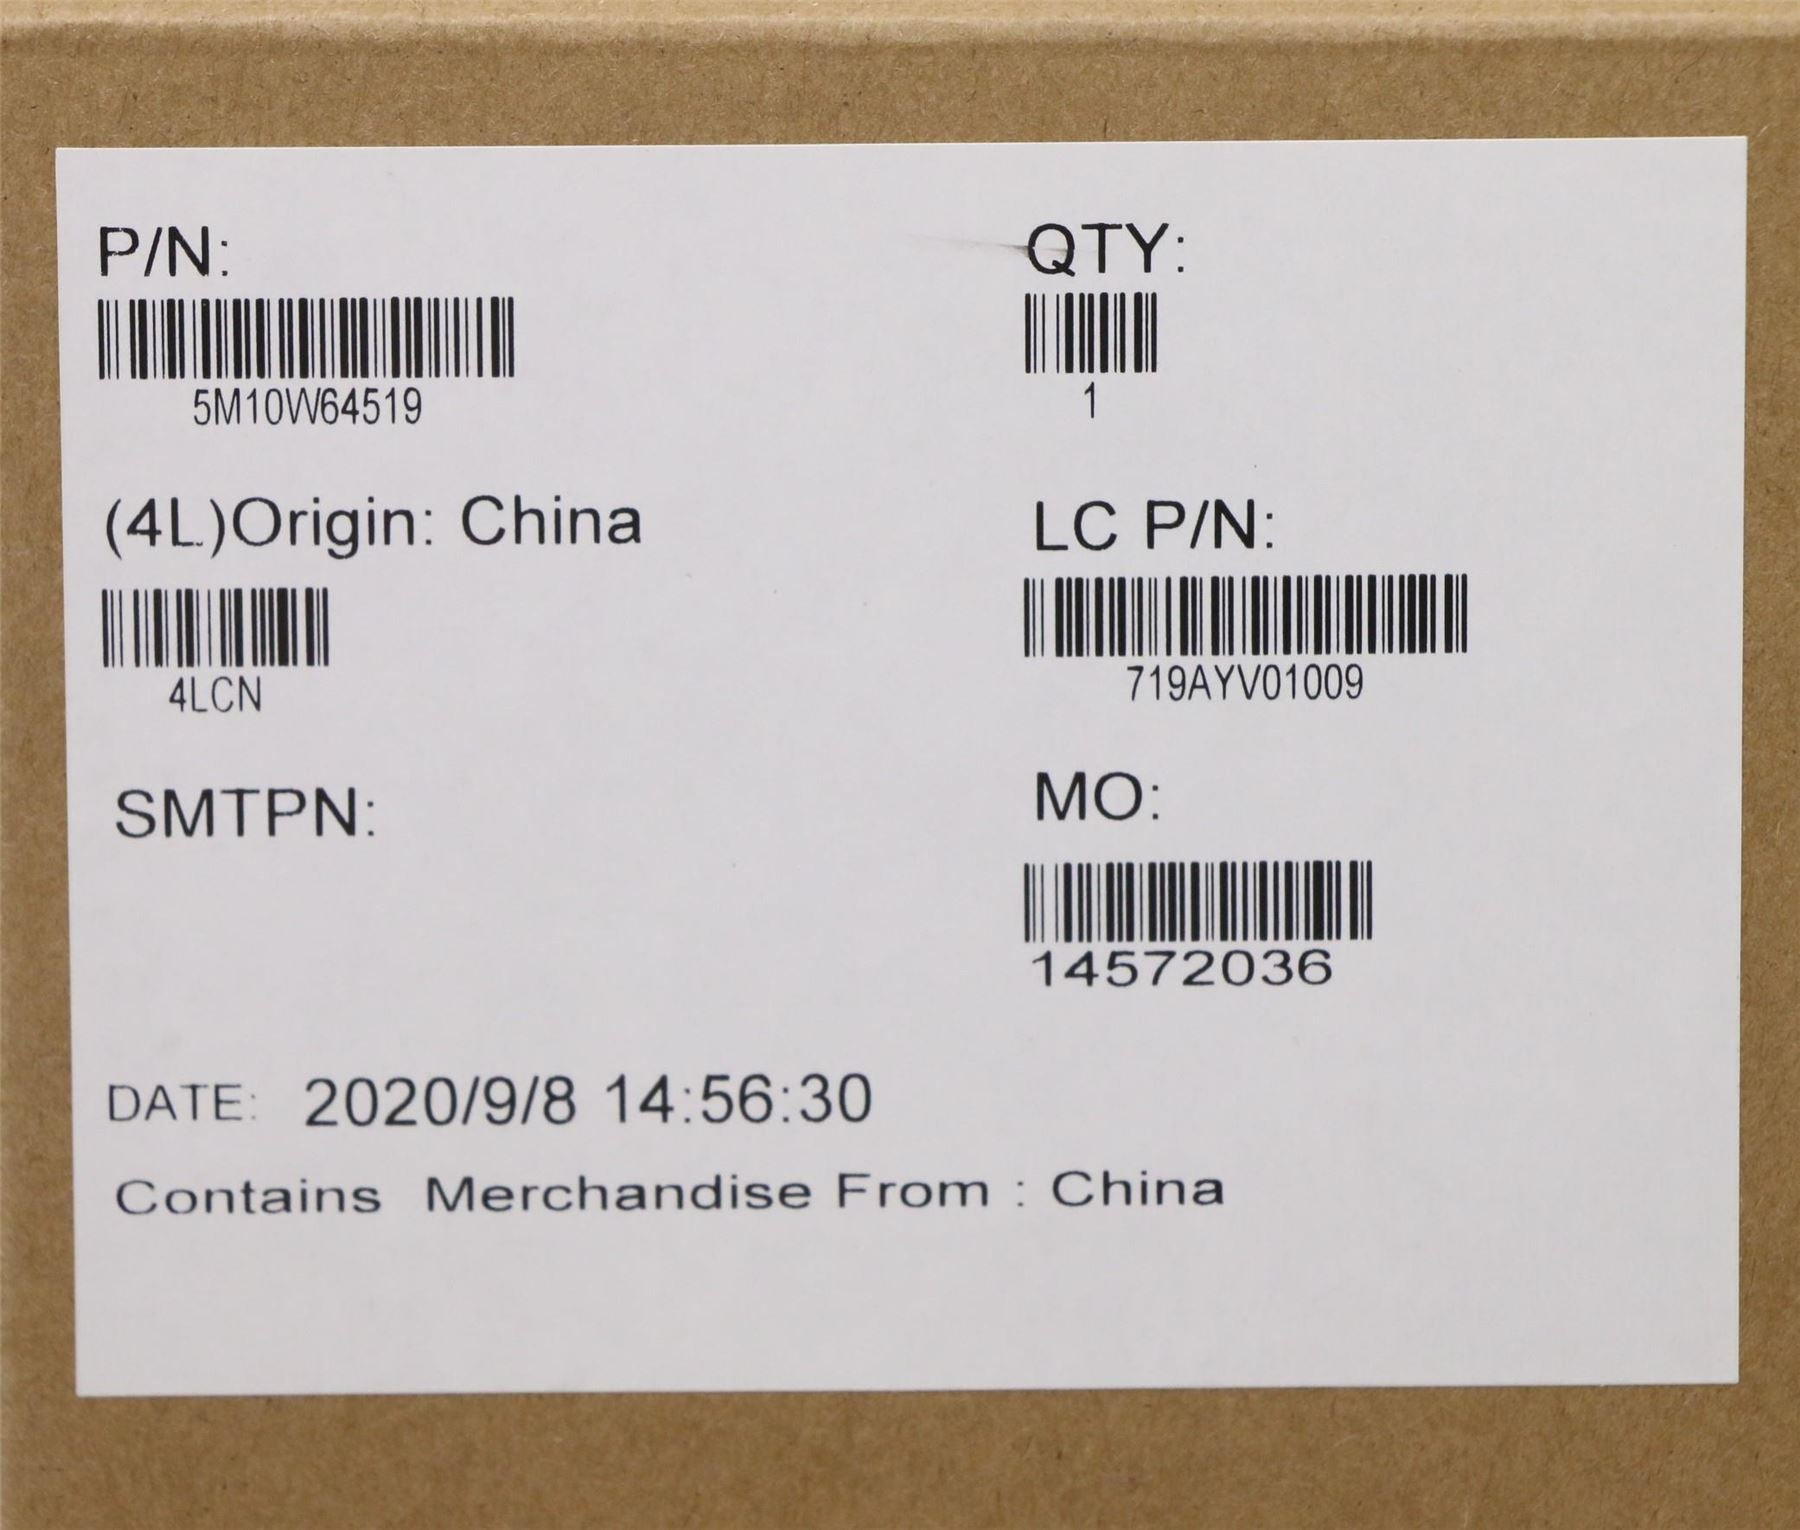 P/N:
5M10W64519
QTY:
1
(4L)Origin: China
4LCN
LC P/N:
719AYV01009
SMTPN:
MO:
14572036
DATE: 2020/9/8 14:56:30
Contains Merchandise From : China